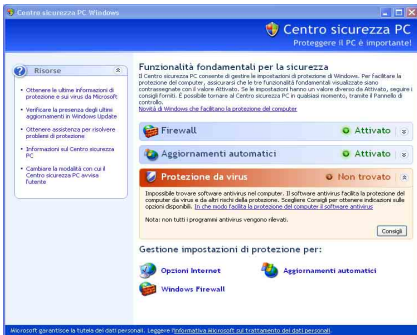 Centro sicurezza PC Windows
Centro sicurezza PC
Proteggere il PC è importante!
Risorse
Ottenere le ultime informazioni di
protezione e sui virus da Microsoft
Verificare la presenza degli ultimi
aggiornamenti in Windows Update
Ottenere assistenza per risolvere
problemi di protezione
Informazioni sul Centro sicurezza
PC
Cambiare la modalità con cui il
Centro sicurezza PC avvisa
l'utente
Funzionalità fondamentali per la sicurezza
Il Centro sicurezza PC consente di gestire le impostazioni di protezione di Windows. Per facilitare la
protezione del computer, assicurarsi che le tre funzionalità fondamentali visualizzate siano
contrassegnate con il valore Attivato. Se le impostazioni hanno un valore diverso da Attivato, seguire i
consigli forniti. È possibile tornare al Centro sicurezza PC in qualsiasi momento, tramite il Pannello di
controllo.
Novità di Windows che facilitano la protezione del computer
Firewall
Attivato
Aggiornamenti automatici
Attivato
Protezione da virus
Non trovato
Impossibile trovare software antivirus nel computer. Il software antivirus facilita la protezione del
computer da virus e da altri rischi della protezione. Scegliere Consigli per ottenere indicazioni sulle
opzioni disponibili. In che modo facilita la protezione del computer il software antivirus
Nota: non tutti i programmi antivirus vengono rilevati.
Consigli
Gestione impostazioni di protezione per:
Opzioni Internet
Aggiornamenti automatici
Windows Firewall
Microsoft garantisce la tutela dei dati personali. Leggere l'Informativa Microsoft sul trattamento dei dati personali.